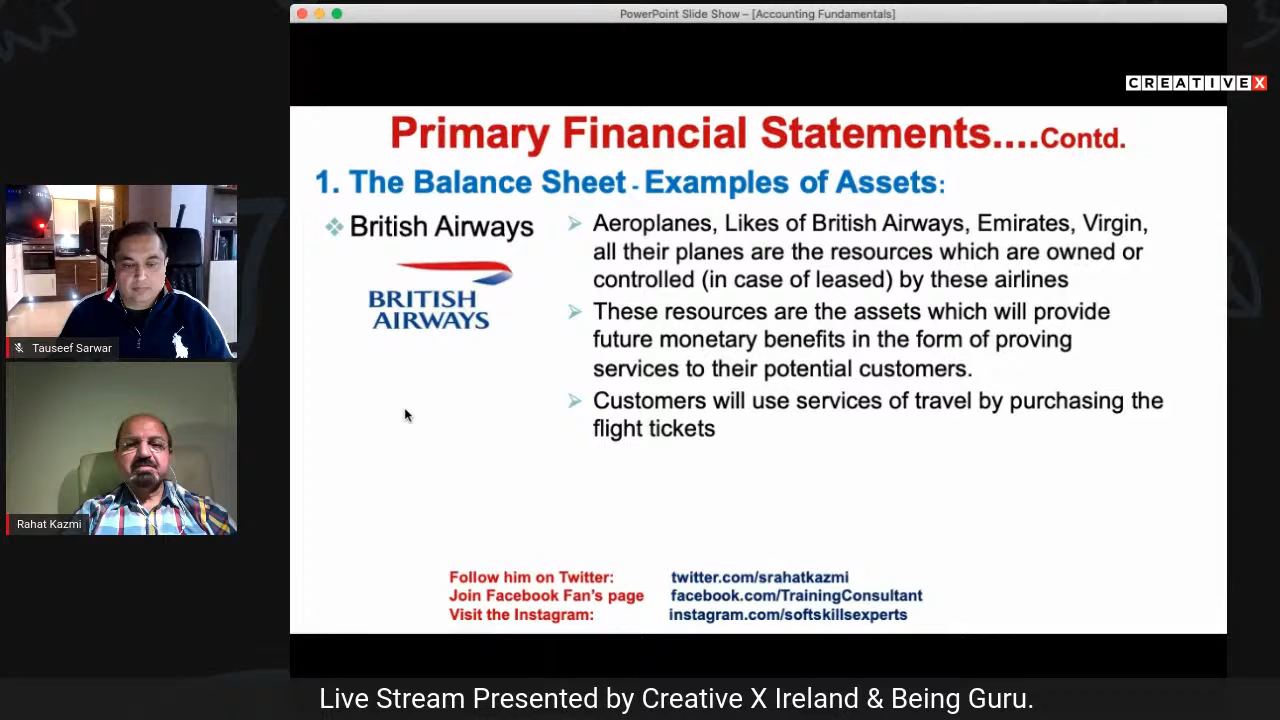 PowerPoint Slide Show – [Accounting Fundamentals]
CREATIVEX
Primary Financial Statements....Contd.
1. The Balance Sheet - Examples of Assets:
British Airways
BRITISH
AIRWAYS
Aeroplanes, Likes of British Airways, Emirates, Virgin,
all their planes are the resources which are owned or
controlled (in case of leased) by these airlines
These resources are the assets which will provide
future monetary benefits in the form of proving
services to their potential customers.
Customers will use services of travel by purchasing the
flight tickets
Tauseef Sarwar
Rahat Kazmi
Follow him on Twitter: twitter.com/srahatkazmi
Join Facebook Fan's page facebook.com/TrainingConsultant
Visit the Instagram: instagram.com/softskillsexperts
Live Stream Presented by Creative X Ireland & Being Guru.